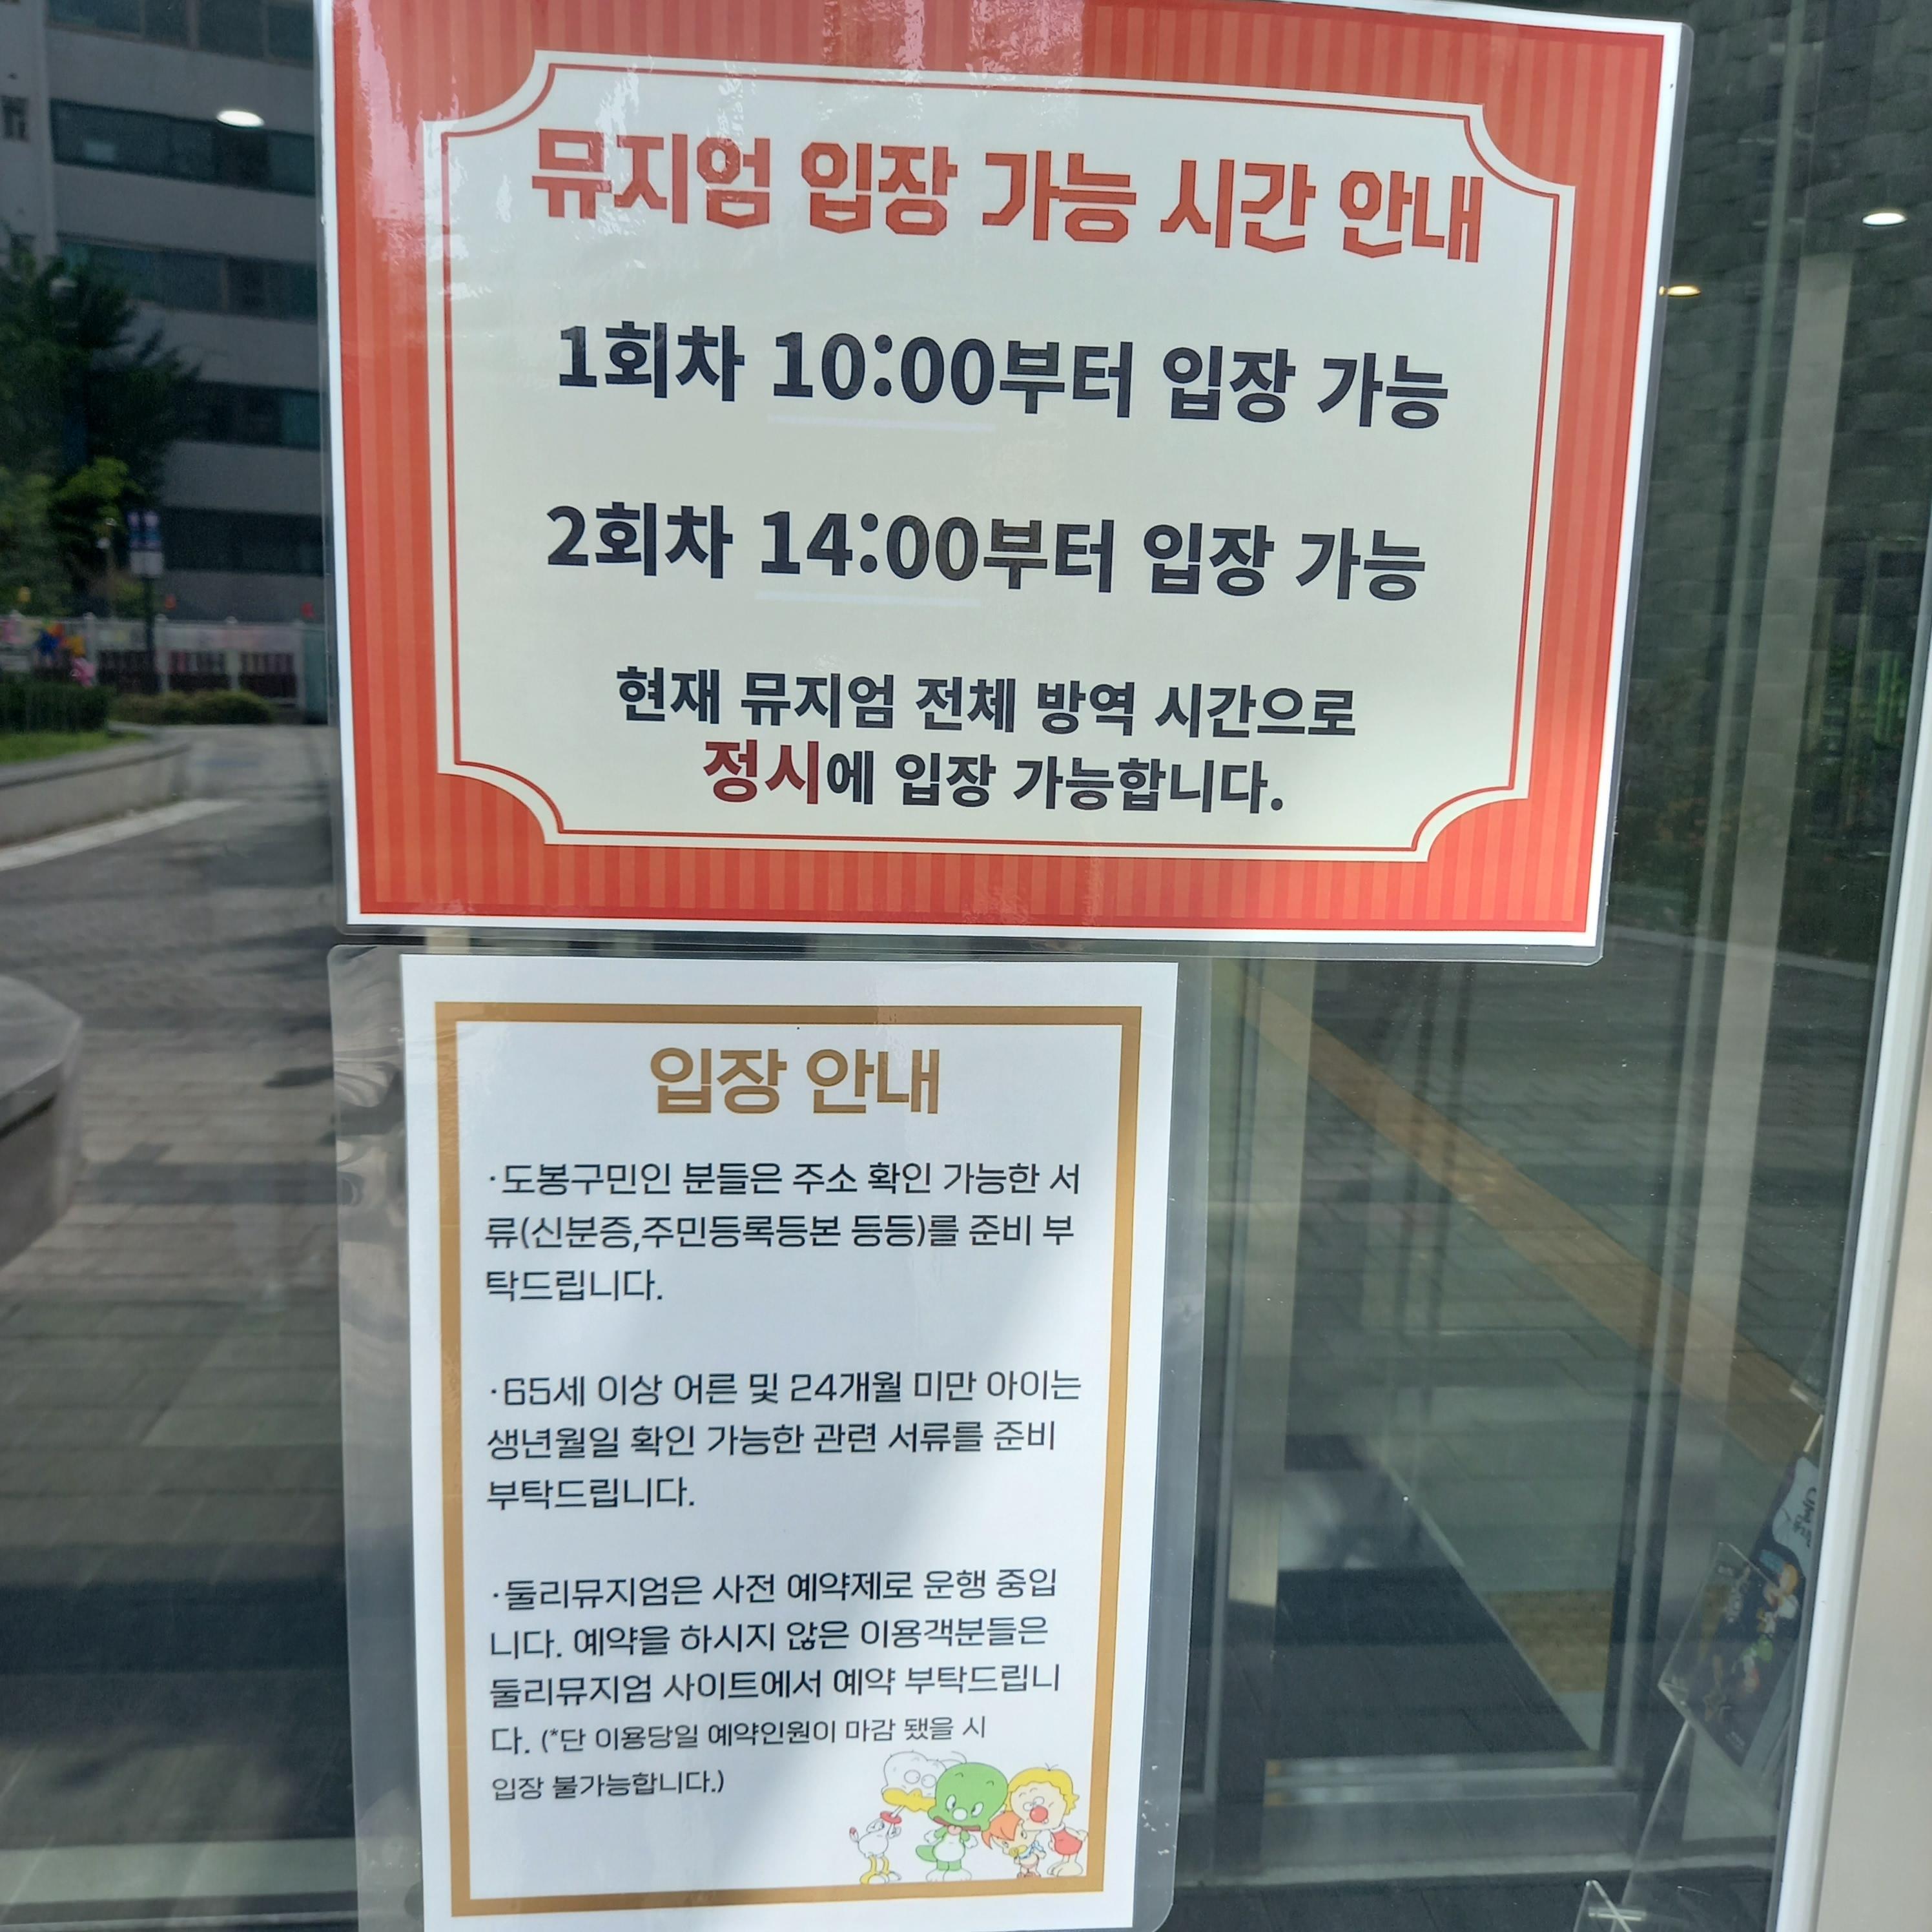 뮤지엄 입장 가능 시간 안내
1회차 10:00부터 입장 가능
2회차 14:00부터 입장 가능
현재 뮤지엄 전체 방역 시간으로
정시에 입장 가능합니다.
입장 안내
·도봉구민인 분들은 주소 확인 가능한 서
류(신분증,주민등록등본 등등)를 준비 부
탁드립니다.
·65세 이상 어른 및 24개월 미만 아이는
생년월일 확인 가능한 관련 서류를 준비
부탁드립니다.
·둘리뮤지엄은 사전 예약제로 운행 중입
니다. 예약을 하시지 않은 이용객분들은
둘리뮤지엄 사이트에서 예약 부탁드립니
다. (*단 이용당일 예약인원이 마감 됐을 시
입장 불가능합니다.)